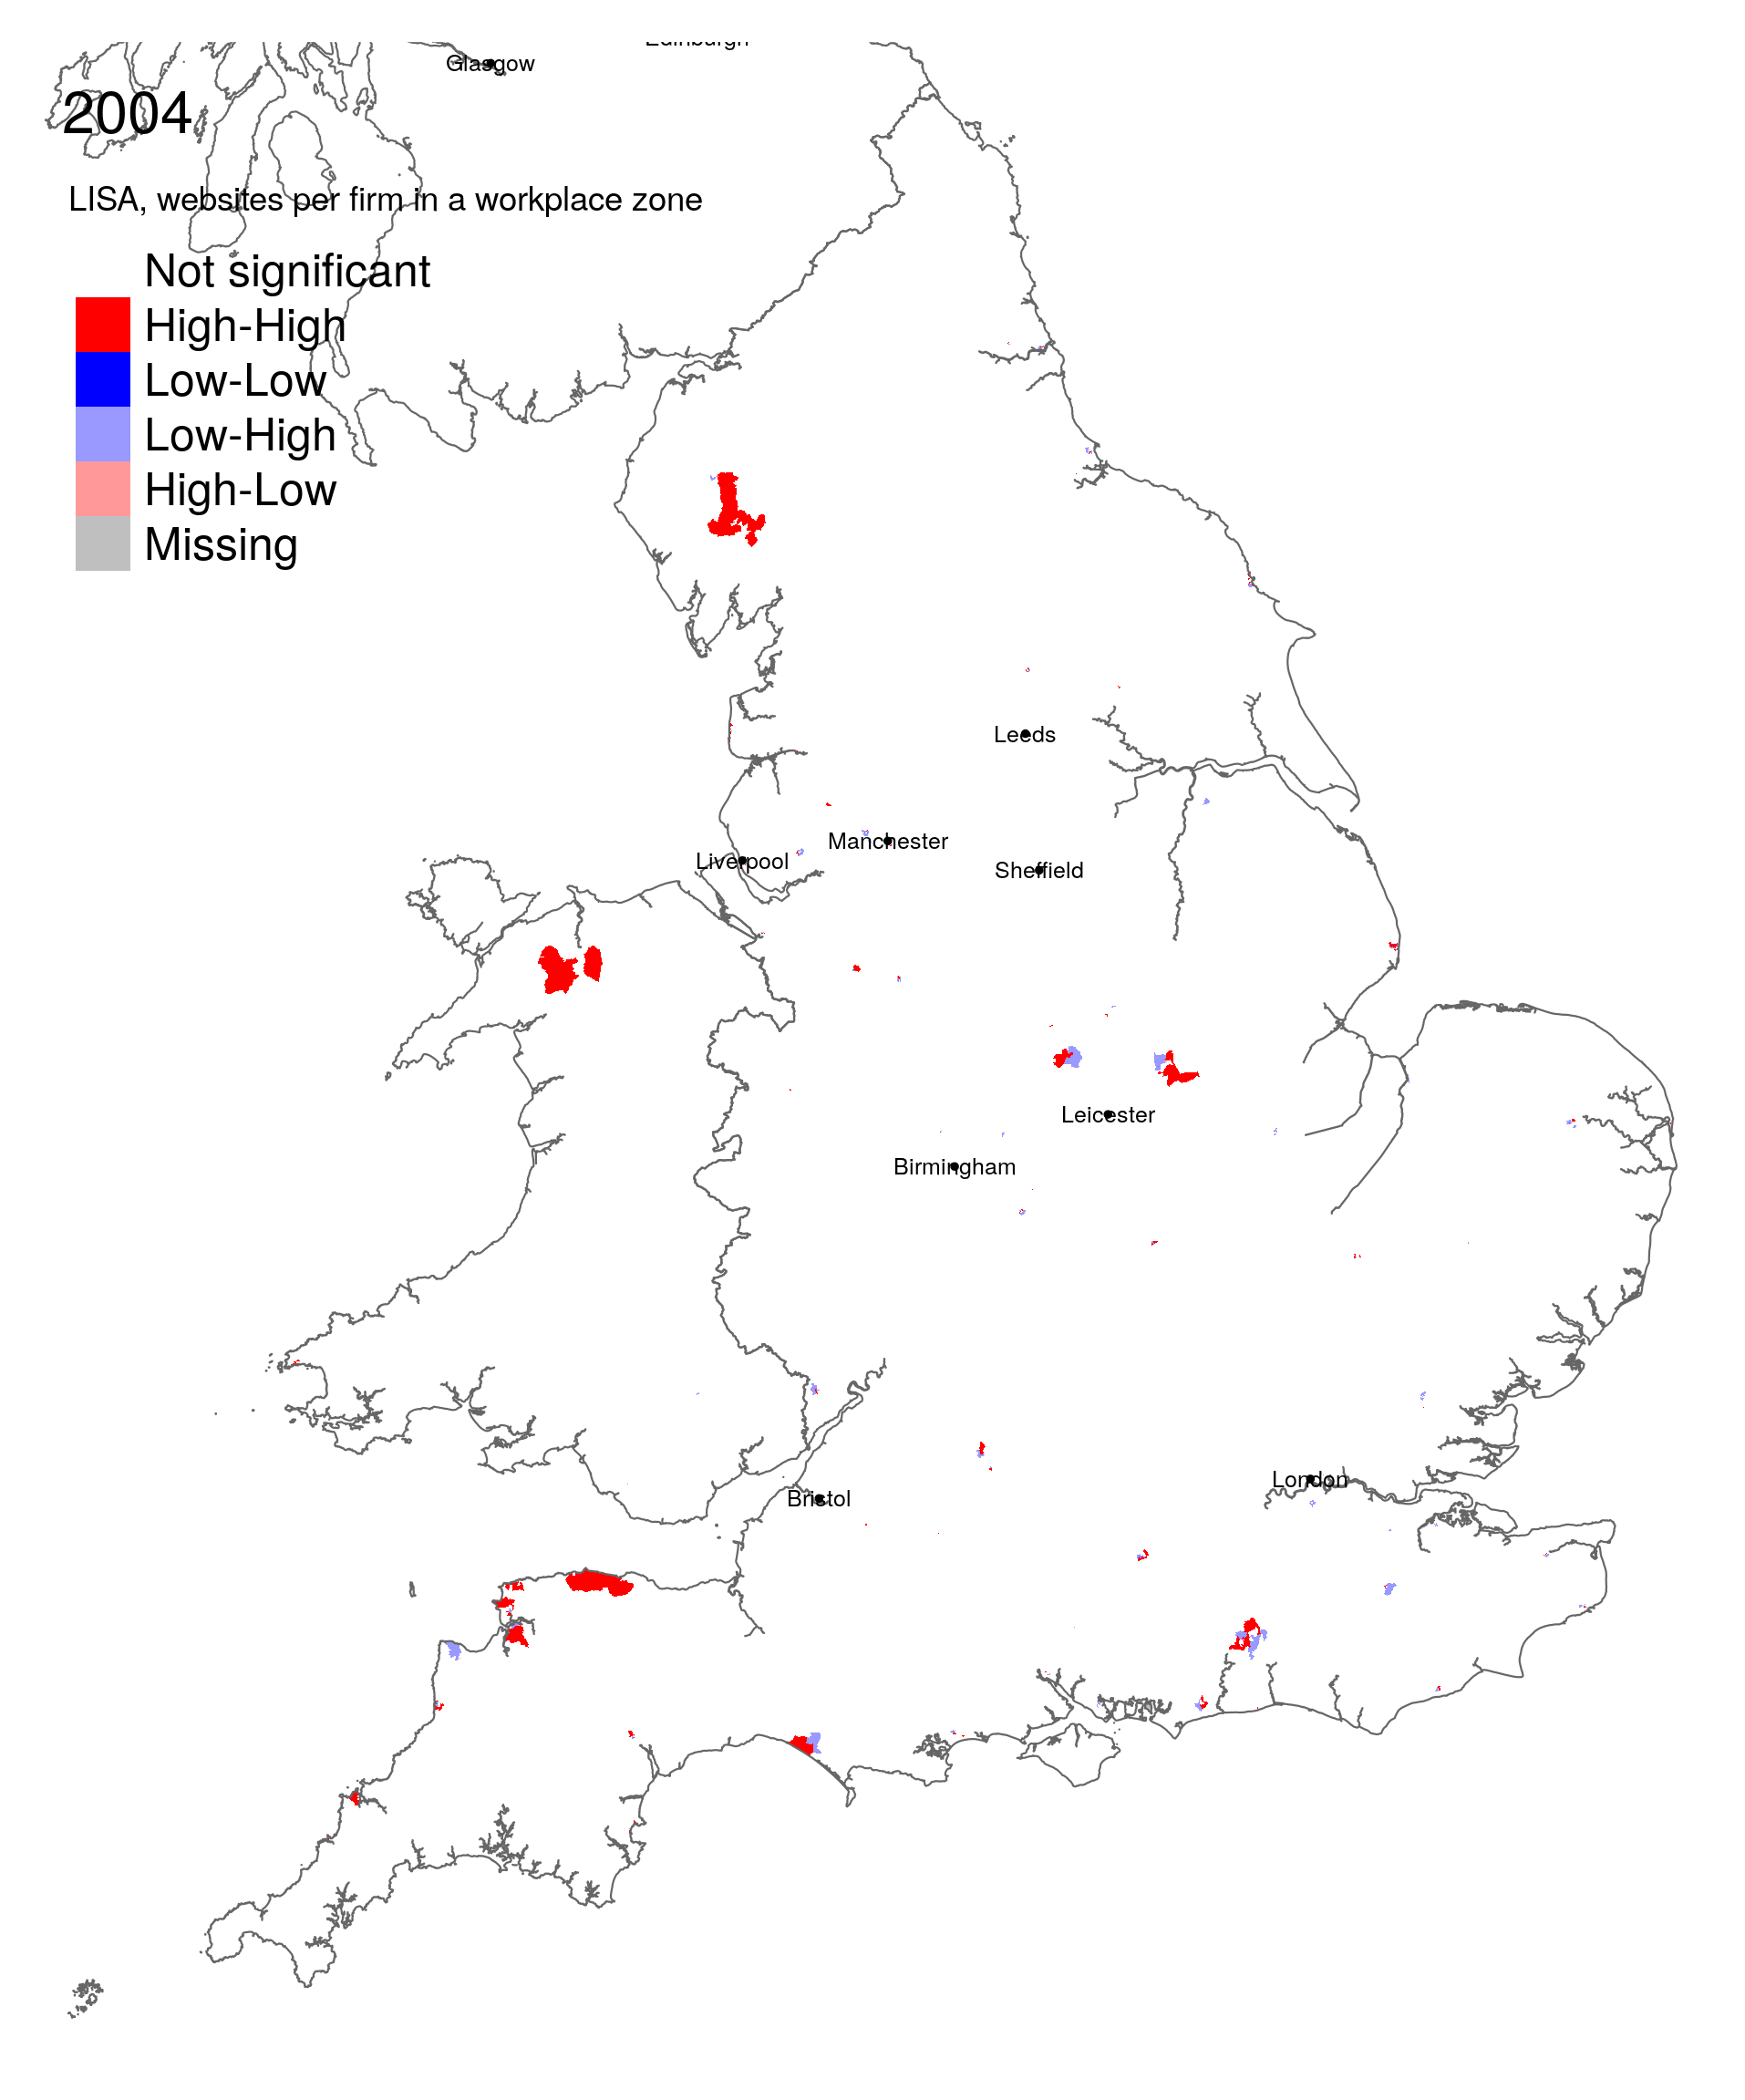 Edinburgh
Glasgow
2004
LISA, websites per firm in a workplace zone
Not significant
High-High
Low-Low
Low-High
High-Low
Missing
Leeds
Manchester
Liverpool
Sheffield
Leicester
Birmingham
London
Bristol